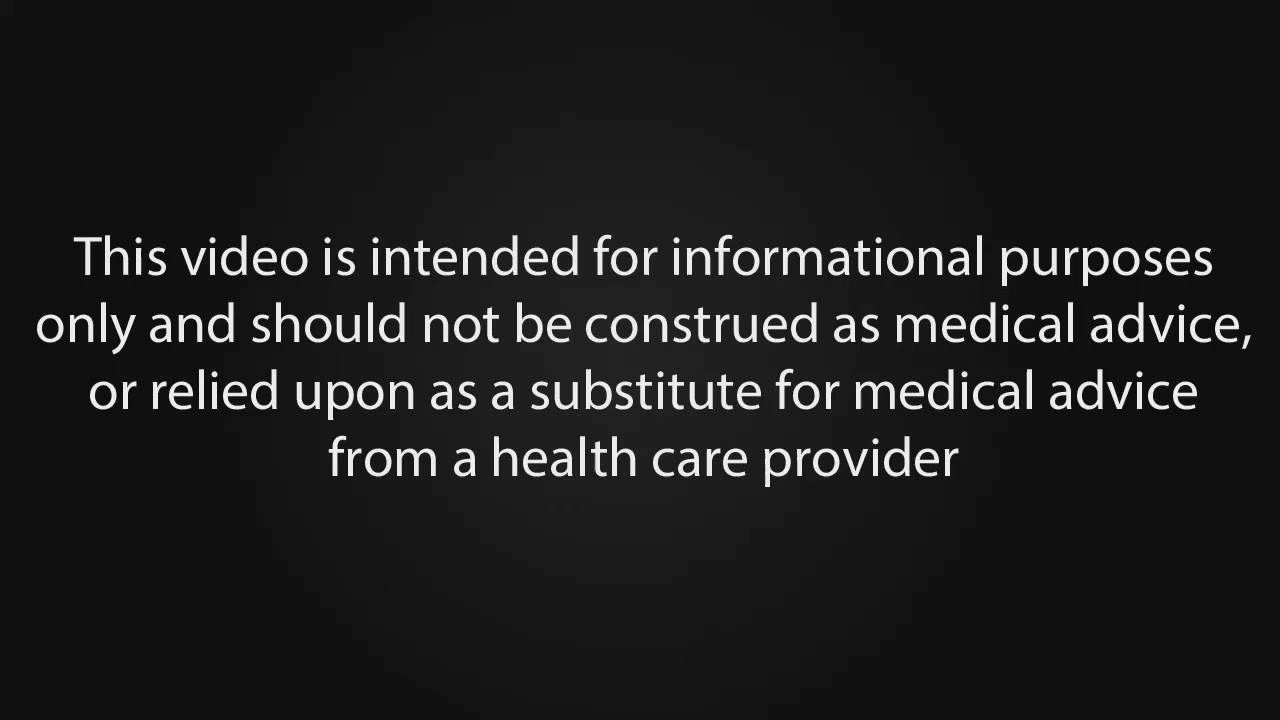 This video is intended for informational purposes
only and should not be construed as medical advice,
or relied upon as a substitute for medical advice
from a health care provider